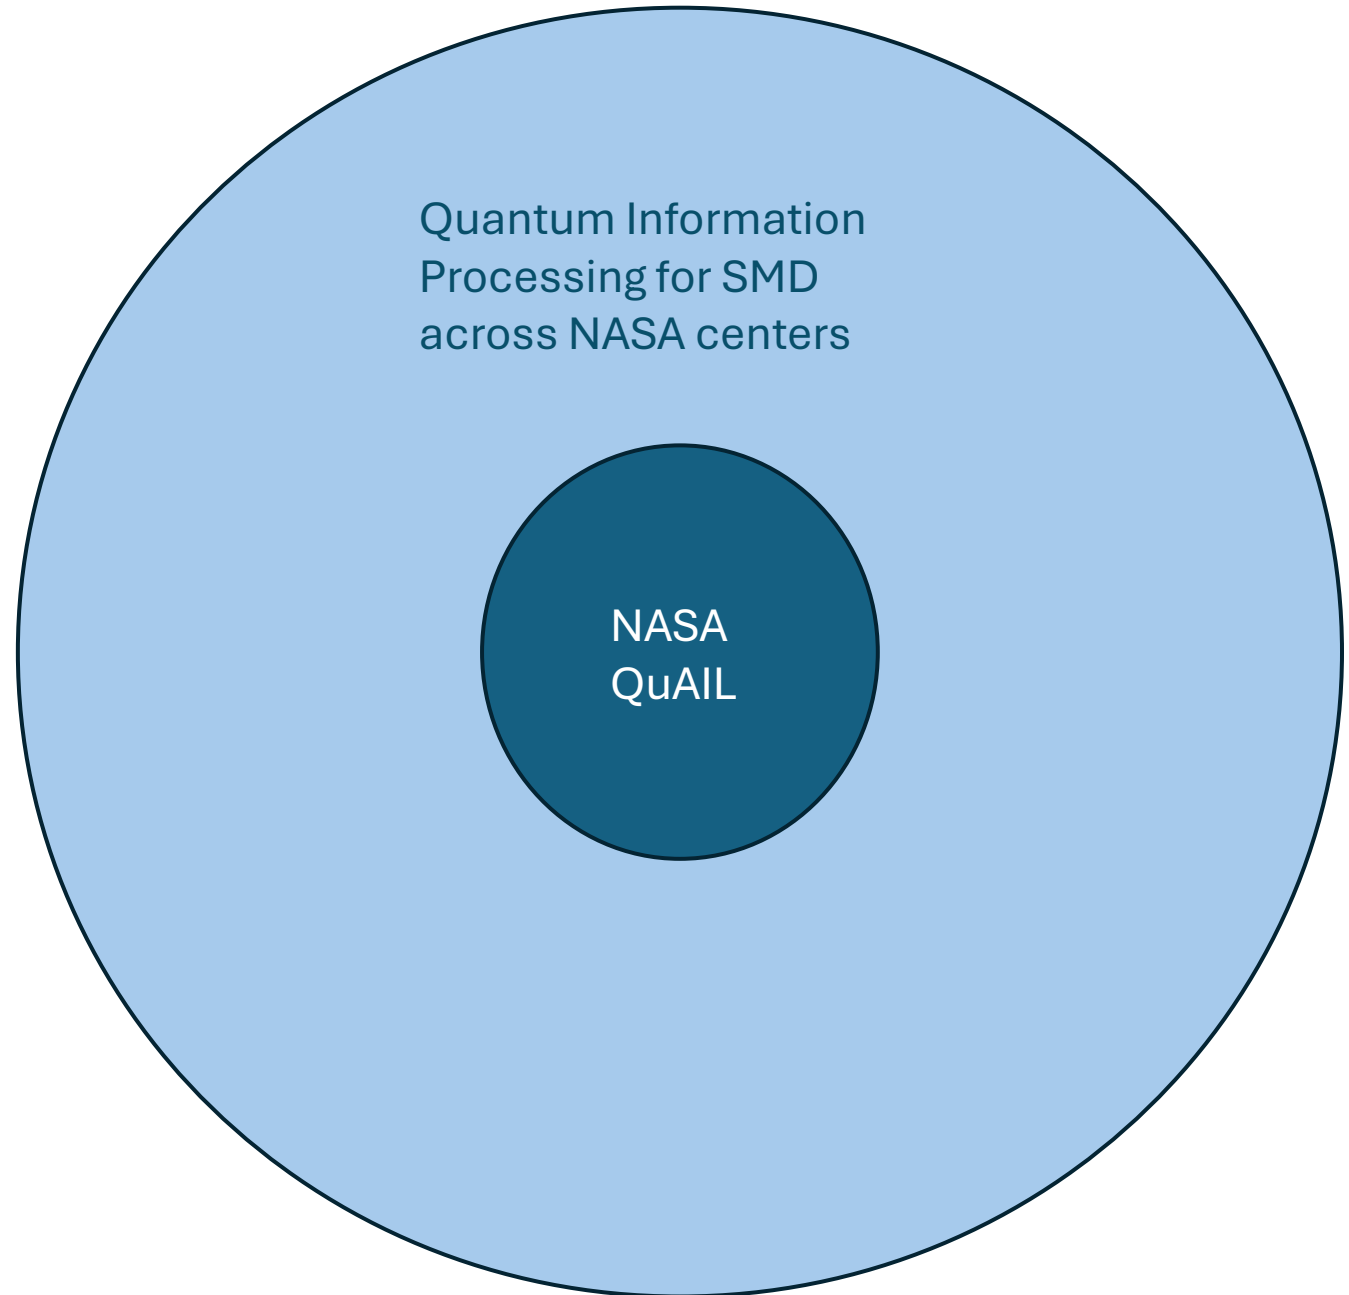 Quantum Information
Processing for SMD
across NASA centers
NASA
QuAIL